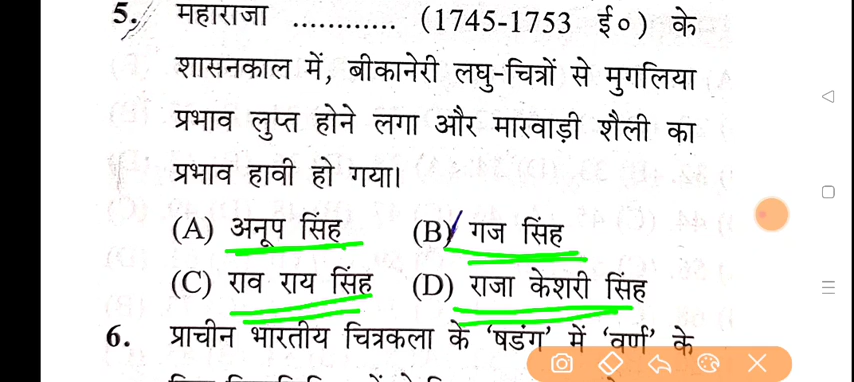 5. महाराजा ............ (1745-1753 ई०) के
शासनकाल में, बीकानेरी लघु-चित्रों से मुगलिया
प्रभाव लुप्त होने लगा और मारवाड़ी शैली का
प्रभाव हावी हो गया।
(A) अनूप सिंह (B) गज सिंह
(C) राव राय सिंह (D) राजा केशरी सिंह
6. प्राचीन भारतीय चित्रकला के ‘षडंग’ में ‘वर्ण’ के